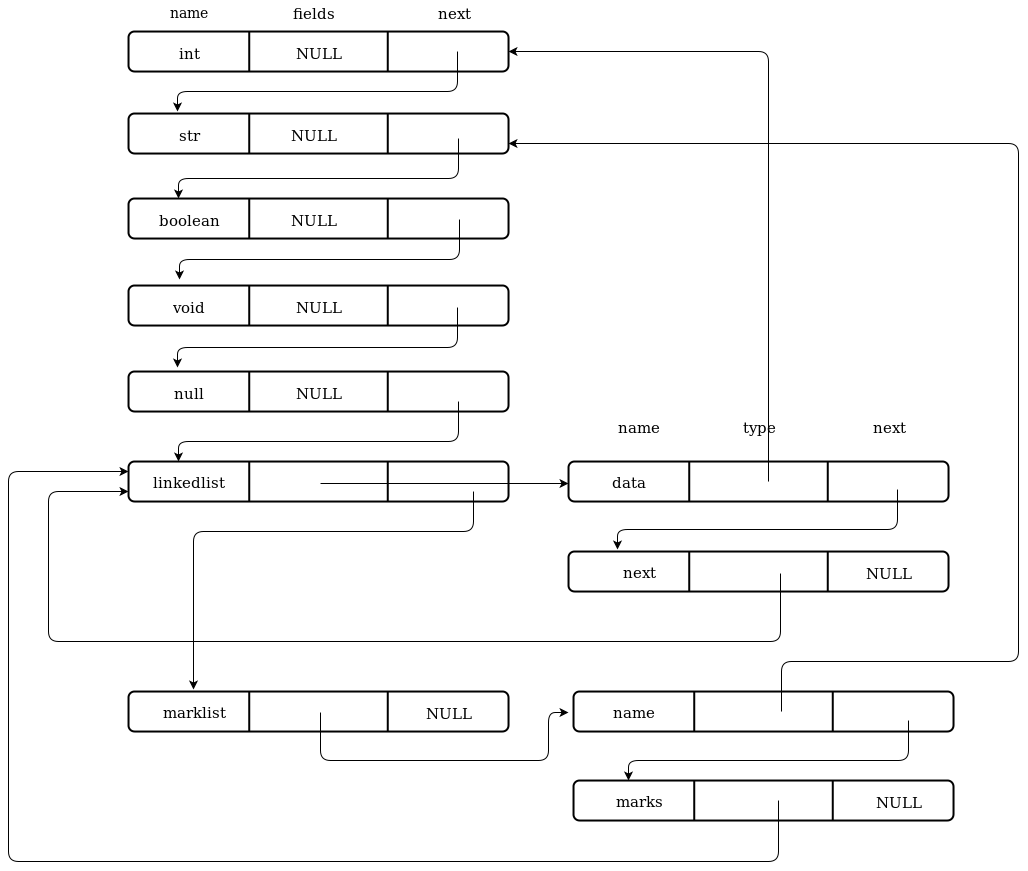 name fields next
int NULL
str NULL
boolean NULL
void NULL
null NULL
name type next
linkedlist data
next NULL
marklist NULL name
marks NULL